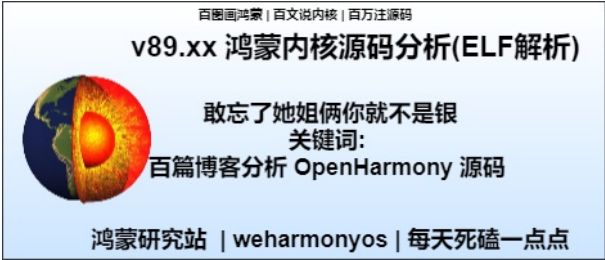 百图画鸿蒙 | 百文说内核 | 百万注源码
v89.xx 鸿蒙内核源码分析(ELF解析)
敢忘了她姐俩你就不是银
关键词:
百篇博客分析 OpenHarmony 源码
鸿蒙研究站 | weharmonyos | 每天死磕一点点